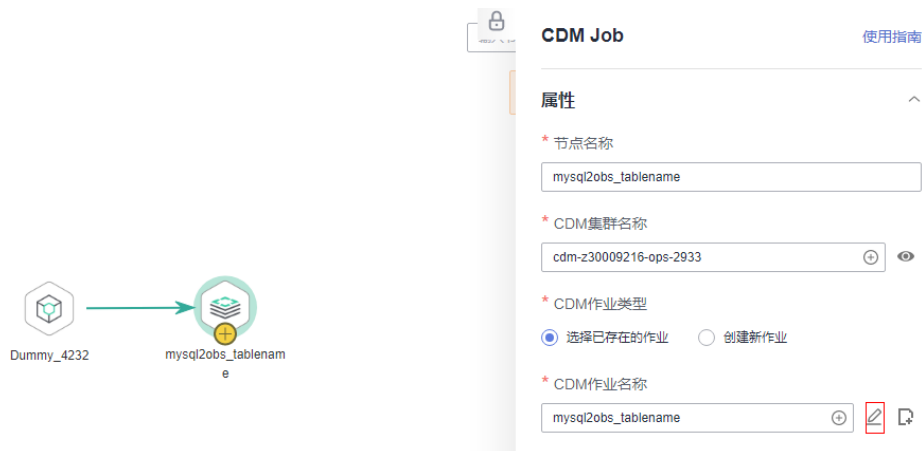 CDM Job
使用指南
属性
* 节点名称
mysql2obs_tablename
* CDM集群名称
cdm-z30009216-ops-2933
* CDM作业类型
选择已存在的作业 创建新作业
* CDM作业名称
mysql2obs_tablename
Dummy_4232
mysql2obs_tablenam
e